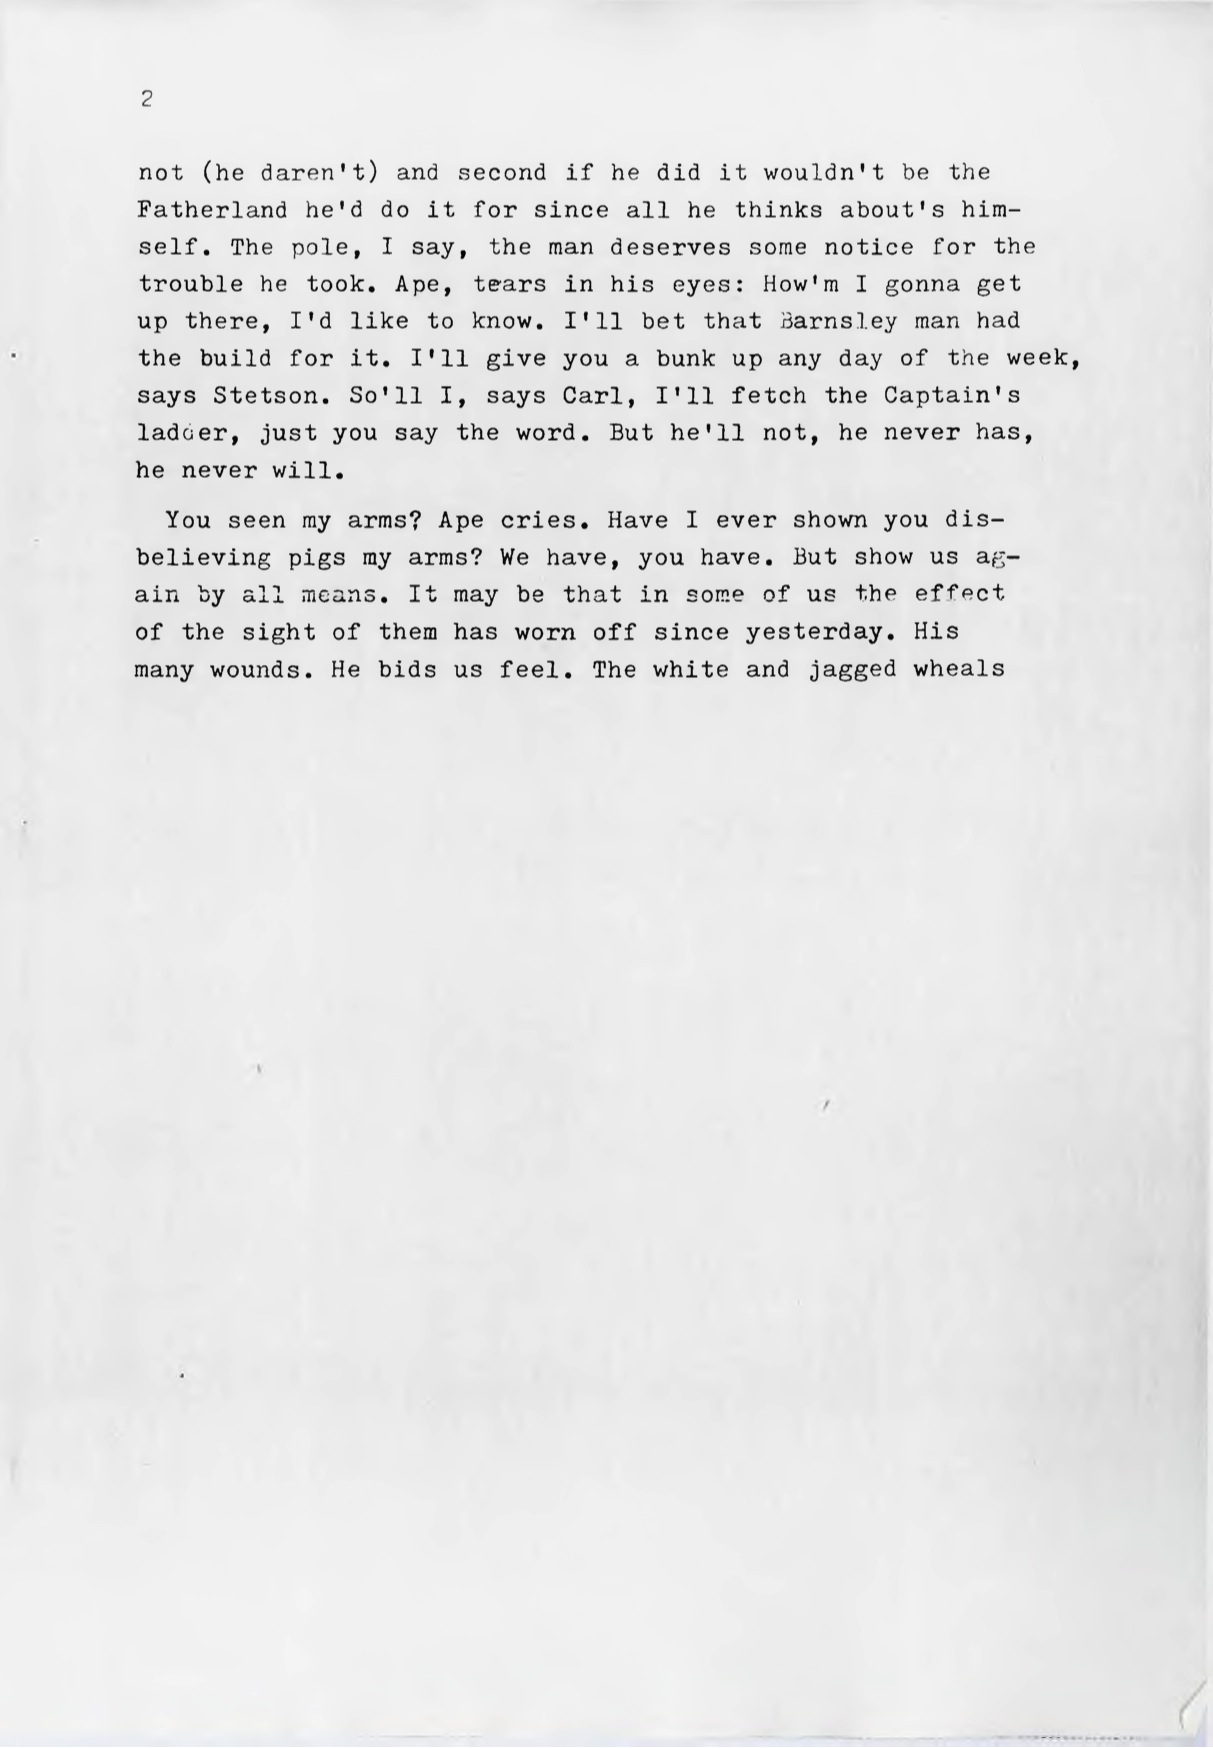 2
not (he daren't) and second if he did it wouldn't be the
Fatherland he'd do it for since all he thinks about's him-
self. The pole, I say, the man deserves some notice for the
trouble he took. Ape, tears in his eyes: How'm I gonna get
up there, I'd like to know. I'll bet that Barnsley man had
the build for it. I'll give you a bunk up any day of the week,
says Stetson. So'll I, says Carl, I'll fetch the Captain's
ladder, just you say the word. But he'll not, he never has,
he never will.
You seen my arms? Ape cries. Have I ever shown you dis-
believing pigs my arms? We have, you have. But show us ag-
ain by all means. It may be that in some of us the effect
of the sight of them has worn off since yesterday. His
many wounds. He bids us feel. The white and jagged wheals